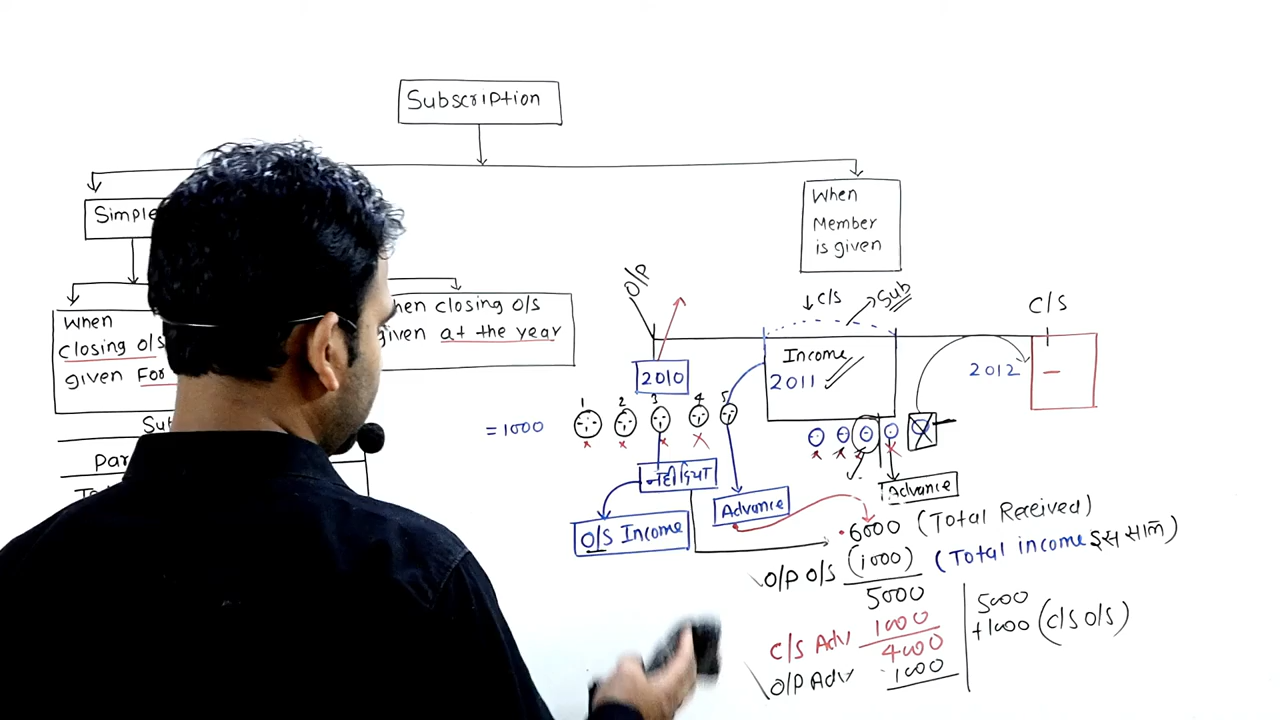 Subscription
Simple
When
closing o/s
given For
hen closing o/s
given at the year
When
Member
is given
O/P
↓ c/s
Sub
C/S
Income
2010
2011
2012
1 2 3 4 5
= 1000
नहीं दिया
Advance
Advance
O/S Income
6000 (Total Received)
O/P O/S (1000) (Total income इस साल)
5000
C/S Adv 1000
4000
O/P Adv 1000
5000
+1000 (C/S O/S)
Par